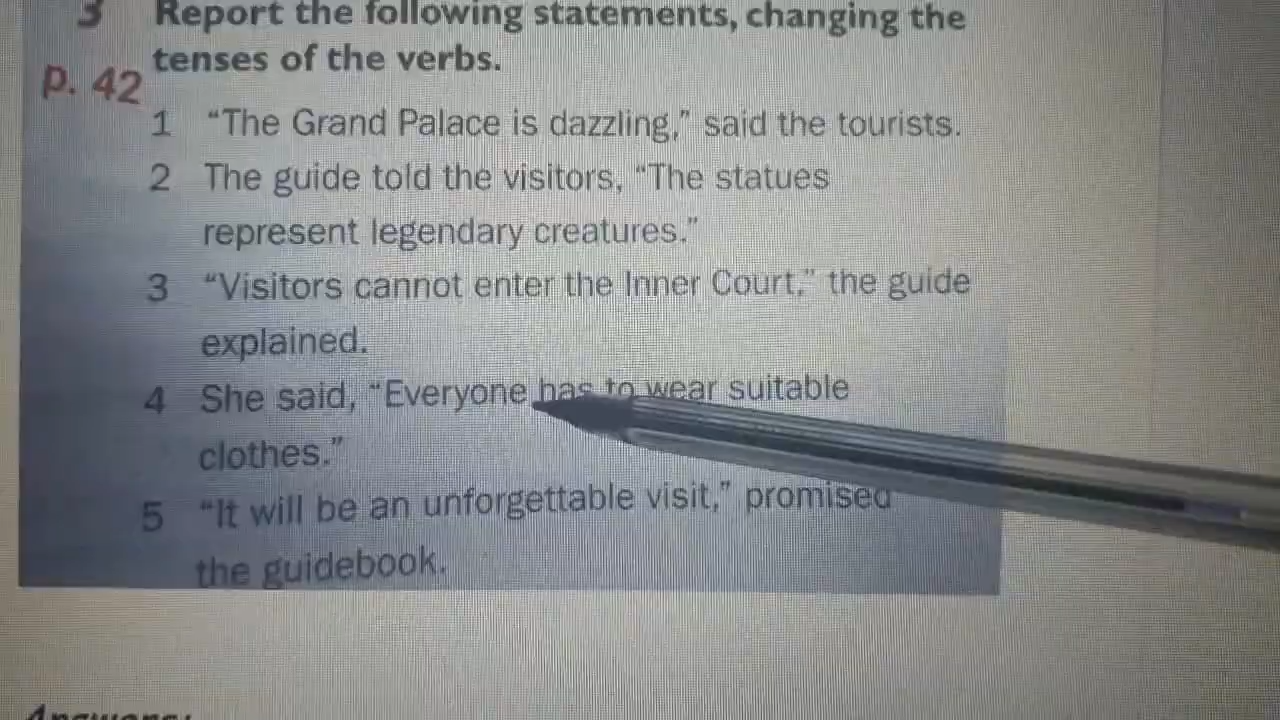 3 Report the following statements, changing the
tenses of the verbs.
p. 42
1 “The Grand Palace is dazzling,” said the tourists.
2 The guide told the visitors, “The statues
represent legendary creatures.”
3 “Visitors cannot enter the Inner Court,” the guide
explained.
4 She said, “Everyone has to wear suitable
clothes.”
5 “It will be an unforgettable visit,” promised
the guidebook.
Answers: